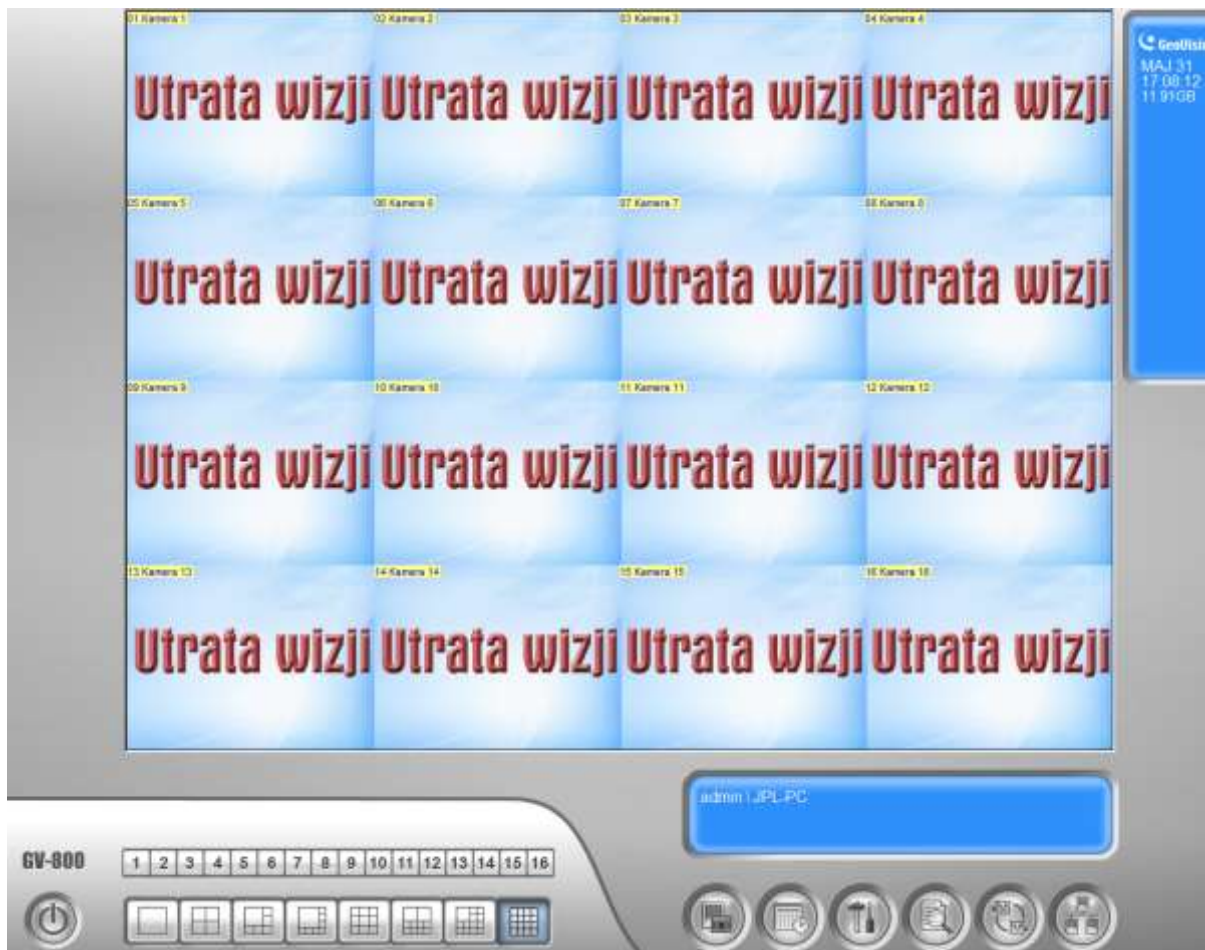 01 Kamera 1
02 Kamera 2
03 Kamera 3
04 Kamera 4
Utrata wizji Utrata wizji Utrata wizji Utrata wizji
05 Kamera 5
06 Kamera 6
07 Kamera 7
08 Kamera 8
Utrata wizji Utrata wizji Utrata wizji Utrata wizji
09 Kamera 9
10 Kamera 10
11 Kamera 11
12 Kamera 12
Utrata wizji Utrata wizji Utrata wizji Utrata wizji
13 Kamera 13
14 Kamera 14
15 Kamera 15
16 Kamera 16
Utrata wizji Utrata wizji Utrata wizji Utrata wizji
GeoVisi
MAJ 31
17:08:12
11.91GB
admin | JPL-PC
GV-800
1 2 3 4 5 6 7 8 9 10 11 12 13 14 15 16